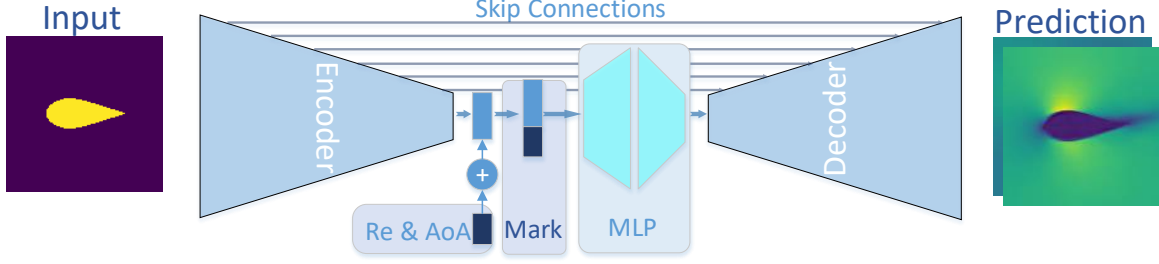 Skip Connections
Input
Prediction
Encoder
Decoder
+
Re & AoA
Mark
MLP